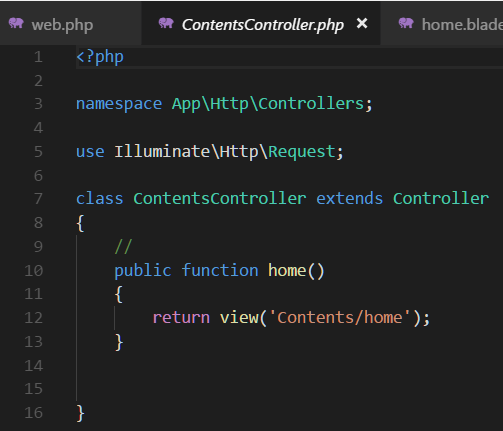 web.php ContentsController.php × home.blade
1 <?php
2
3 namespace App\Http\Controllers;
4
5 use Illuminate\Http\Request;
6
7 class ContentsController extends Controller
8 {
9     //
10     public function home()
11     {
12         return view('Contents/home');
13     }
14
15
16 }